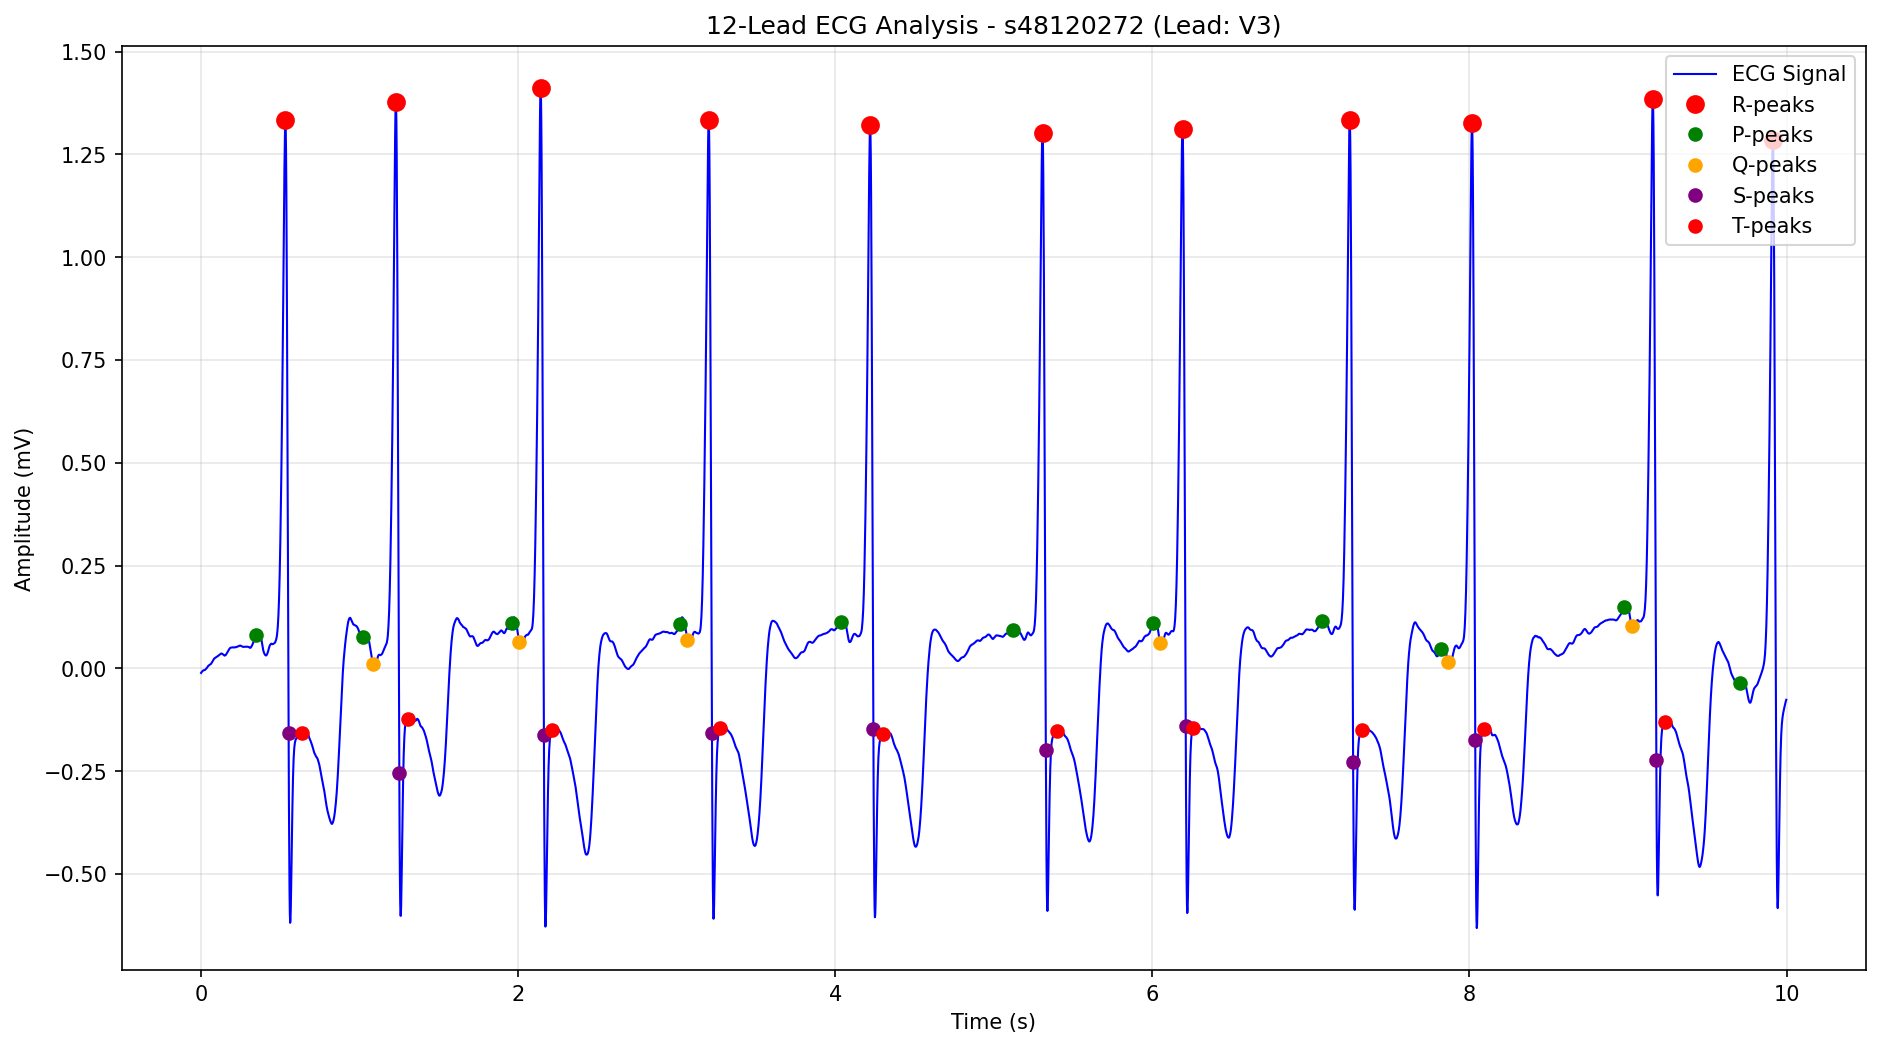 12-Lead ECG Analysis - s48120272 (Lead: V3)
1.50
1.25
1.00
0.75
0.50
0.25
0.00
−0.25
−0.50
Amplitude (mV)
ECG Signal
R-peaks
P-peaks
Q-peaks
S-peaks
T-peaks
0 2 4 6 8 10
Time (s)